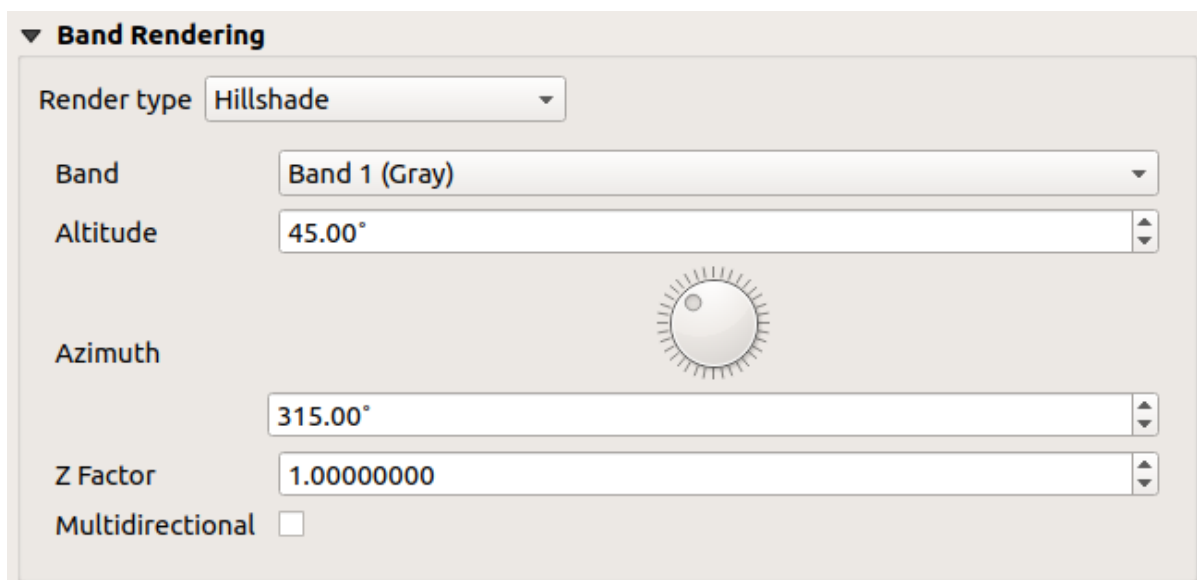 Band Rendering
Render type Hillshade
Band Band 1 (Gray)
Altitude 45.00°
Azimuth
315.00°
Z Factor 1.00000000
Multidirectional